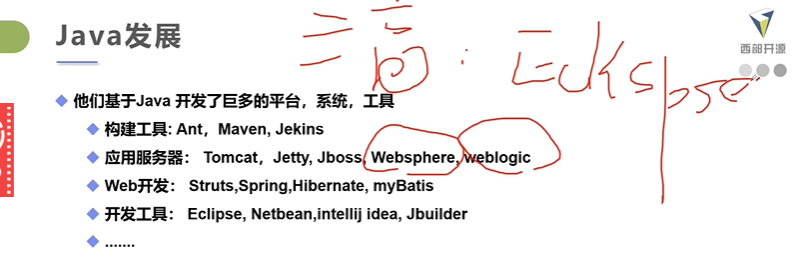 Java发展
西部开源
音：Eckspse
他们基于Java 开发了巨多的平台，系统，工具
构建工具: Ant，Maven, Jekins
应用服务器： Tomcat，Jetty, Jboss, Websphere, weblogic
Web开发： Struts,Spring,Hibernate, myBatis
开发工具： Eclipse, Netbean,intellij idea, Jbuilder
.......